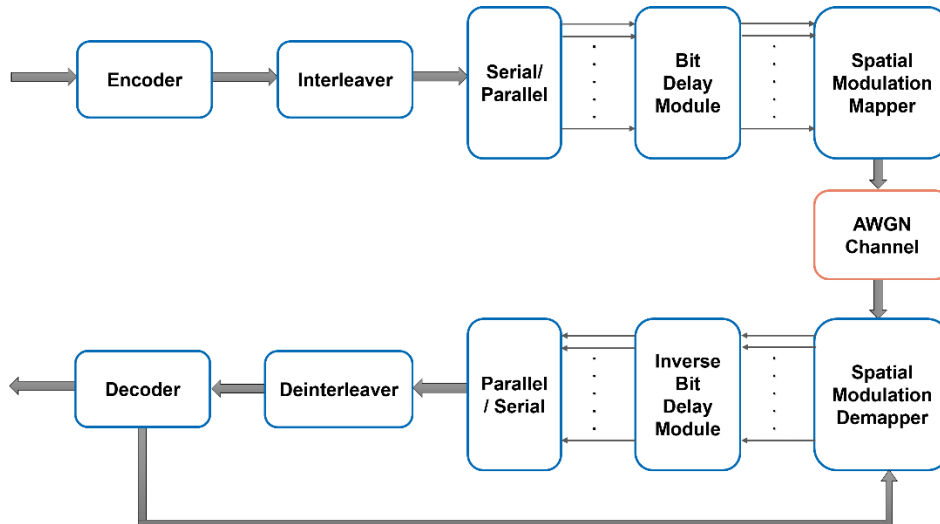 Encoder
Interleaver
Serial/
Parallel
Bit
Delay
Module
Spatial
Modulation
Mapper
AWGN
Channel
Decoder
Deinterleaver
Parallel
/ Serial
Inverse
Bit
Delay
Module
Spatial
Modulation
Demapper